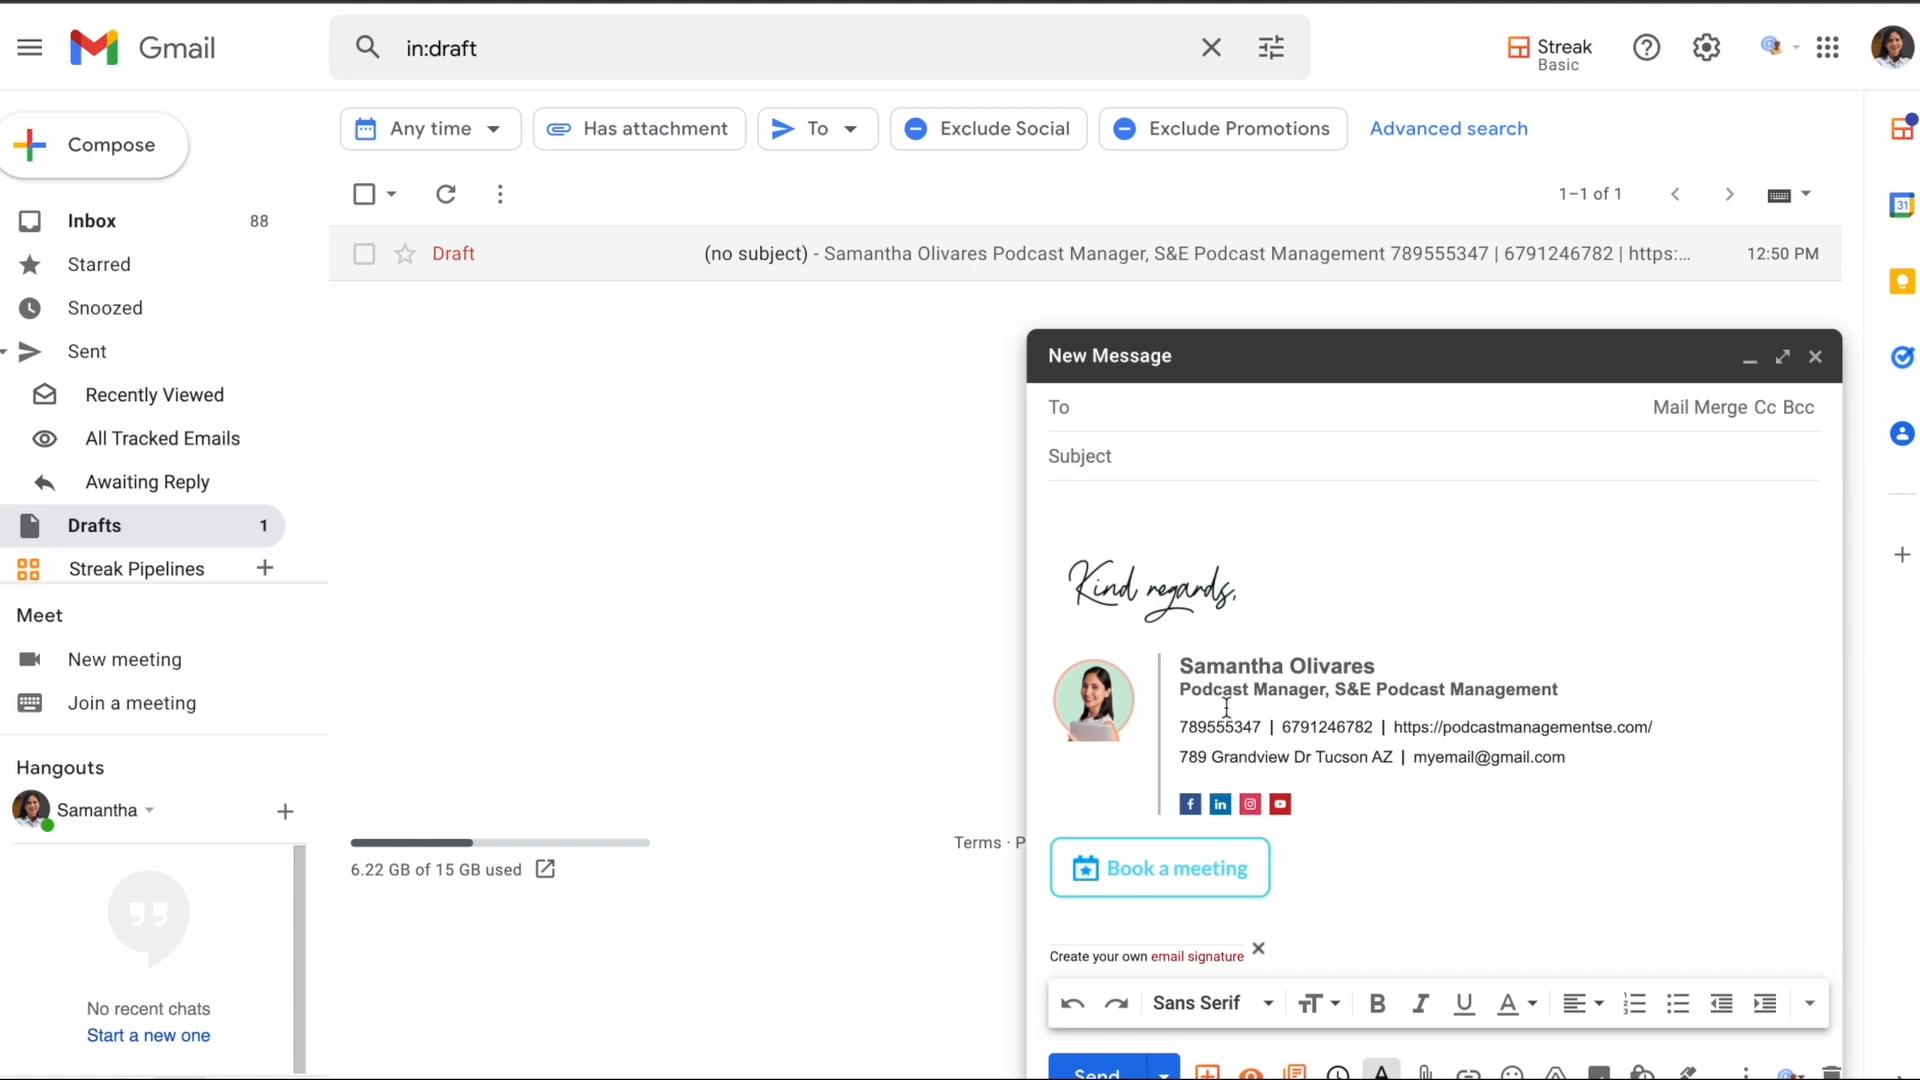 Gmail
in:draft
Streak
Basic
Compose
Any time
Has attachment
To
Exclude Social
Exclude Promotions
Advanced search
1–1 of 1
Inbox 88
Starred
Snoozed
Sent
Recently Viewed
All Tracked Emails
Awaiting Reply
Drafts 1
Streak Pipelines
Draft (no subject) - Samantha Olivares Podcast Manager, S&E Podcast Management 789555347 | 6791246782 | https:... 12:50 PM
31
Meet
New meeting
Join a meeting
Hangouts
Samantha
No recent chats
Start a new one
6.22 GB of 15 GB used
Terms · P
New Message
To Mail Merge Cc Bcc
Subject
Kind regards,
Samantha Olivares
Podcast Manager, S&E Podcast Management
789555347 | 6791246782 | https://podcastmanagementse.com/
789 Grandview Dr Tucson AZ | myemail@gmail.com
f in
Book a meeting
Create your own email signature
Sans Serif
Send